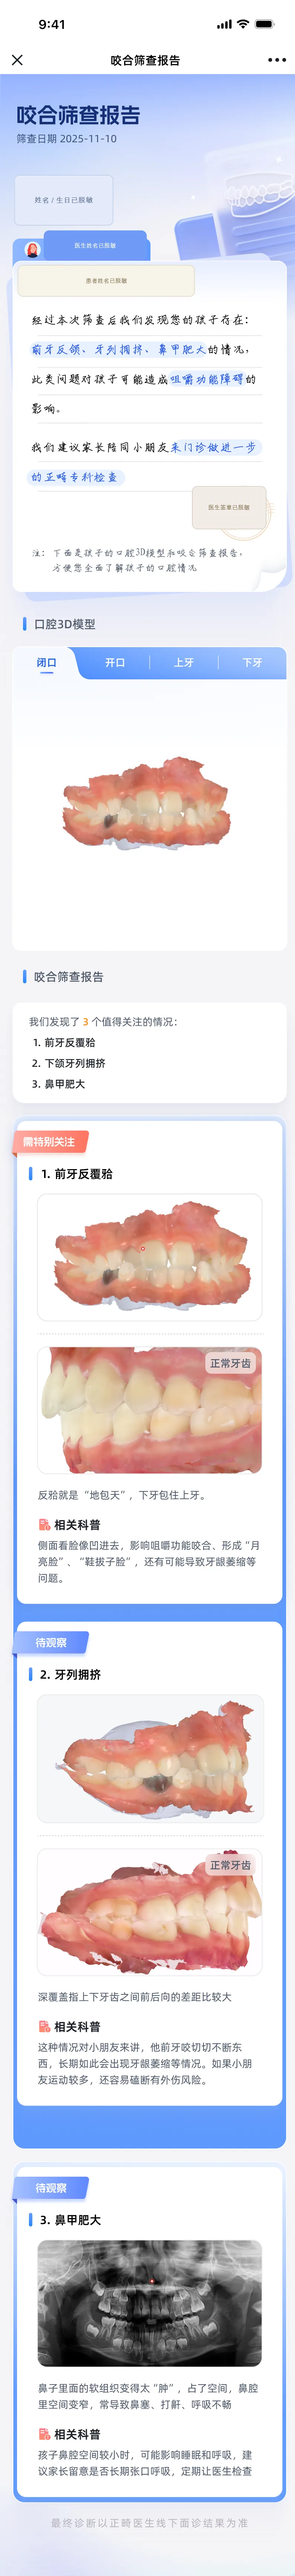 9:41
咬合筛查报告
咬合筛查报告
筛查日期 2025-11-10
姓名 / 生日已脱敏
医生姓名已脱敏
患者姓名已脱敏
经过本次筛查后我们发现您的孩子存在：
前牙反颌、牙列拥挤、鼻甲肥大的情况，
此类问题对孩子可能造成咀嚼功能障碍的
影响。
我们建议家长陪同小朋友来门诊做进一步
的正畸专科检查
医生签章已脱敏
注：下面是孩子的口腔3D模型和咬合筛查报告，
方便您全面了解孩子的口腔情况
口腔3D模型
闭口
开口
上牙
下牙
咬合筛查报告
我们发现了 3 个值得关注的情况：
1. 前牙反覆𬌗
2. 下颌牙列拥挤
3. 鼻甲肥大
需特别关注
1. 前牙反覆𬌗
正常牙齿
反𬌗就是 “地包天”，下牙包住上牙。
相关科普
侧面看脸像凹进去，影响咀嚼功能咬合、形成“月
亮脸”、“鞋拔子脸”，还有可能导致牙龈萎缩等
问题。
待观察
2. 牙列拥挤
正常牙齿
深覆盖指上下牙齿之间前后向的差距比较大
相关科普
这种情况对小朋友来讲，他前牙咬切切不断东
西，长期如此会出现牙龈萎缩等情况。如果小朋
友运动较多，还容易磕断有外伤风险。
待观察
3. 鼻甲肥大
鼻子里面的软组织变得太“肿”，占了空间，鼻腔
里空间变窄，常导致鼻塞、打鼾、呼吸不畅
相关科普
孩子鼻腔空间较小时，可能影响睡眠和呼吸，建
议家长留意是否长期张口呼吸，定期让医生检查
最终诊断以正畸医生线下面诊结果为准